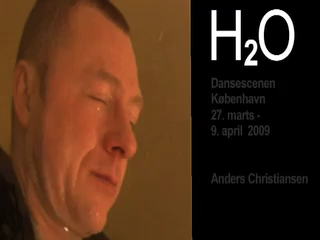 H2O
Dansescenen
København
27. marts -
9. april 2009
Anders Christiansen